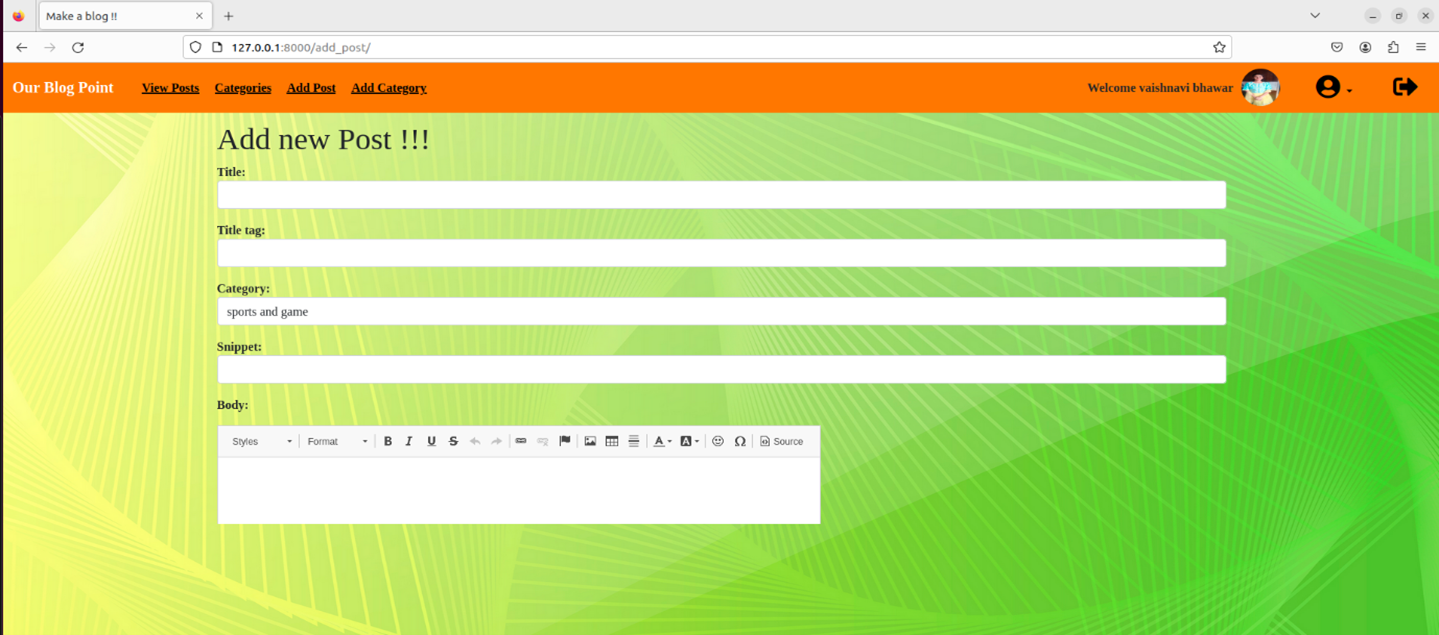 Make a blog !!
127.0.0.1:8000/add_post/
Our Blog Point View Posts Categories Add Post Add Category Welcome vaishnavi bhawar
Add new Post !!!
Title:
Title tag:
Category:
sports and game
Snippet:
Body:
Styles Format B I U S A A Ω Source